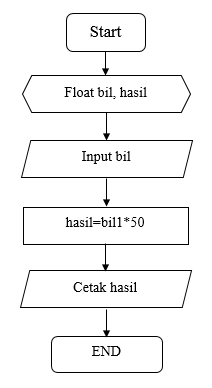 Start
Float bil, hasil
Input bil
hasil=bil1*50
Cetak hasil
END